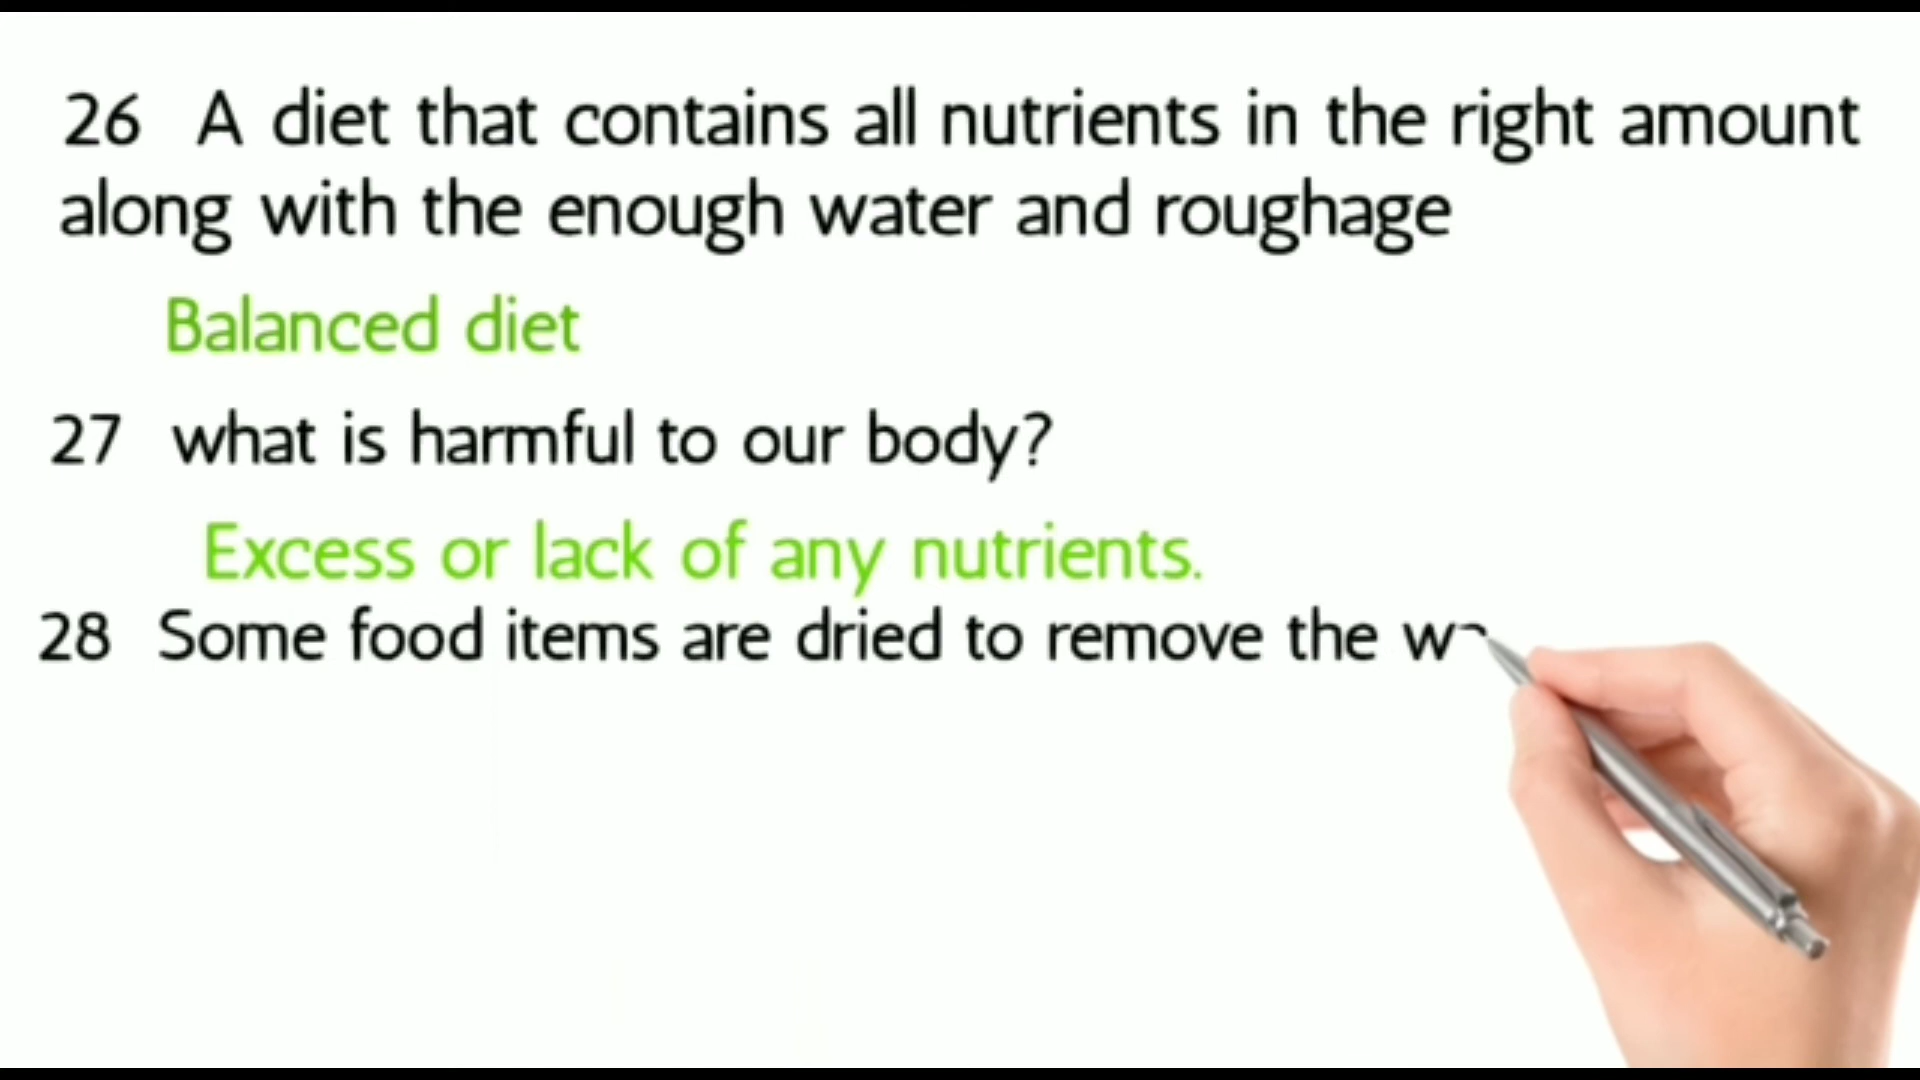 26 A diet that contains all nutrients in the right amount
along with the enough water and roughage
Balanced diet
27 what is harmful to our body?
Excess or lack of any nutrients.
28 Some food items are dried to remove the